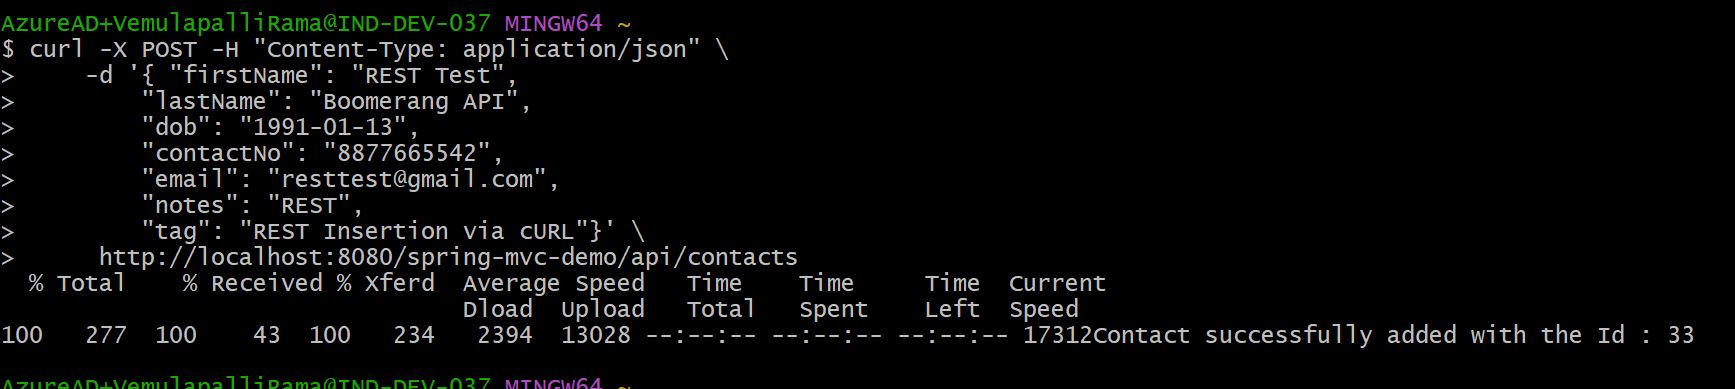 AzureAD+VemulapalliRama@IND-DEV-037 MINGW64 ~
$ curl -X POST -H "Content-Type: application/json" \
>     -d '{ "firstName": "REST Test",
>         "lastName": "Boomerang API",
>         "dob": "1991-01-13",
>         "contactNo": "8877665542",
>         "email": "resttest@gmail.com",
>         "notes": "REST",
>         "tag": "REST Insertion via cURL"}' \
>      http://localhost:8080/spring-mvc-demo/api/contacts
  % Total    % Received % Xferd  Average Speed   Time    Time     Time  Current
                                 Dload  Upload   Total   Spent    Left  Speed
100   277  100    43  100   234   2394  13028 --:--:-- --:--:-- --:--:-- 17312Contact successfully added with the Id : 33
AzureAD+VemulapalliRama@IND-DEV-037 MINGW64 ~